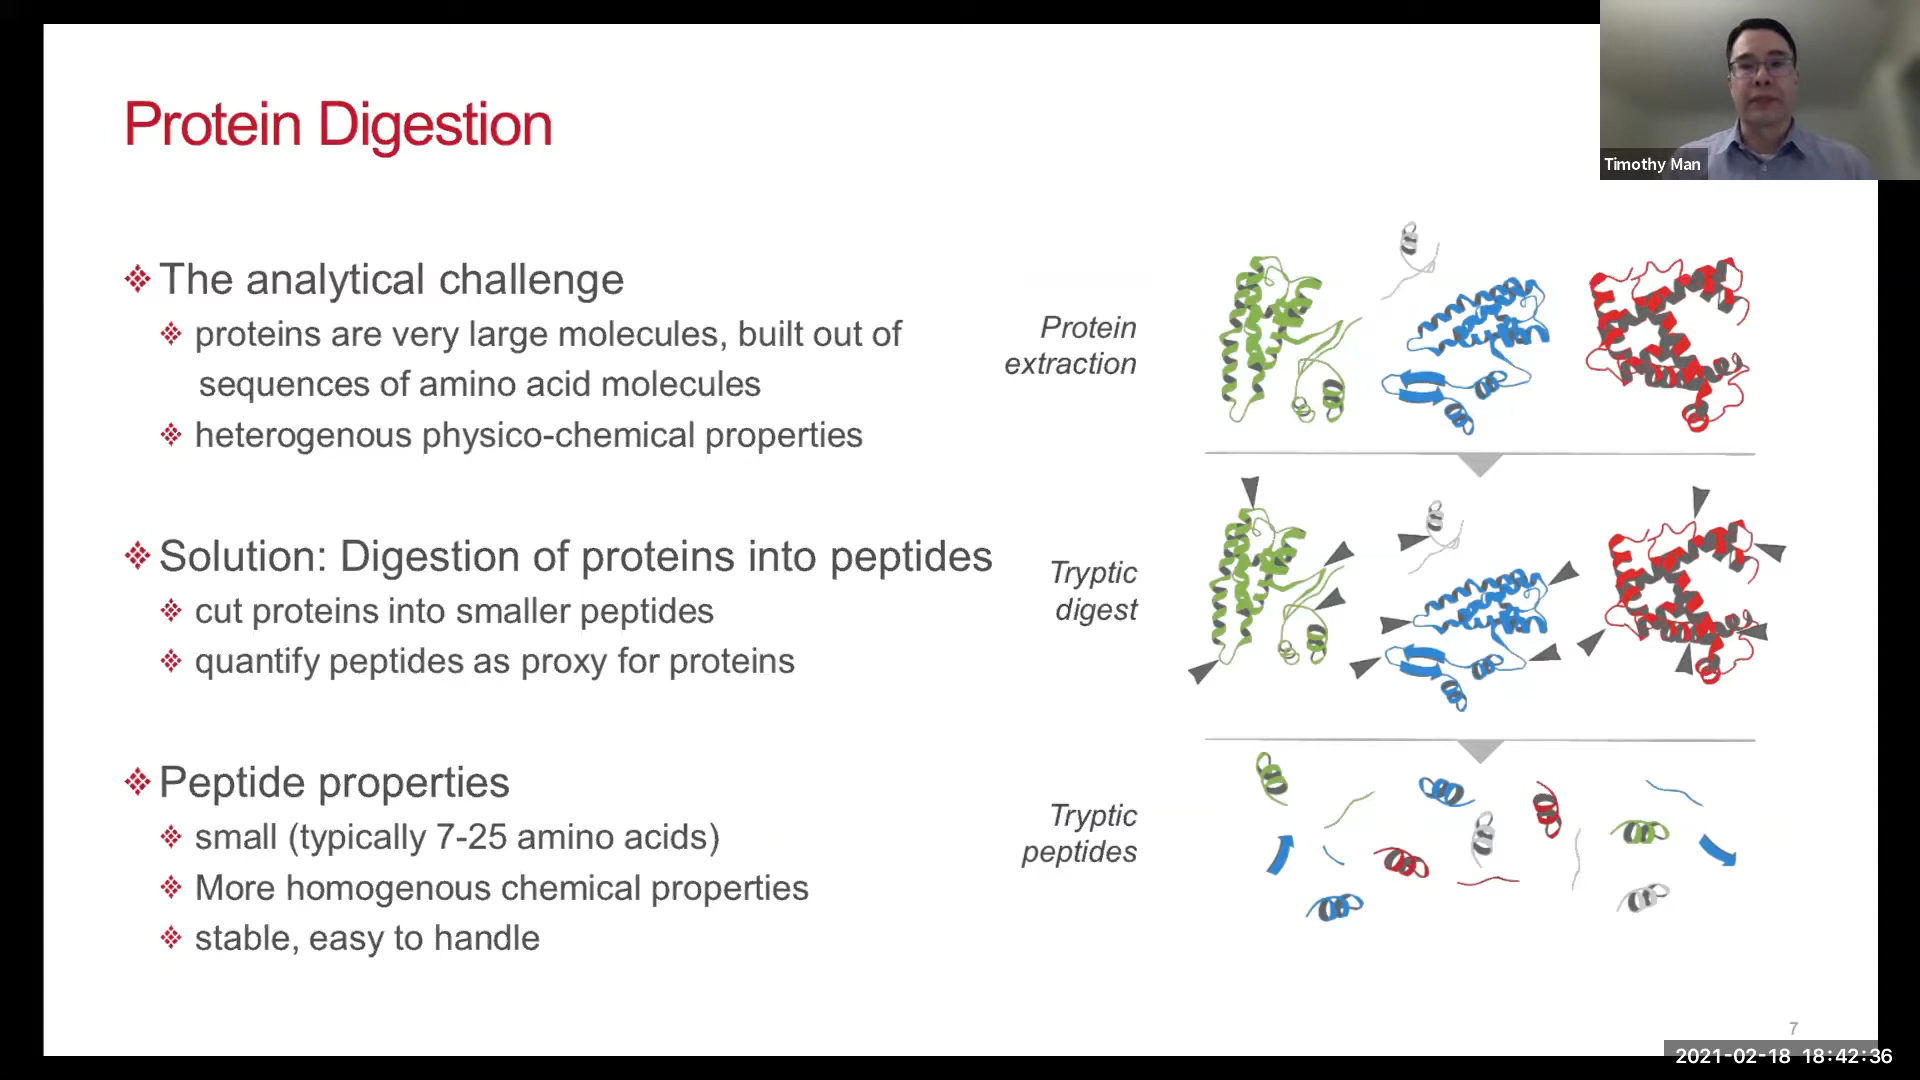 Protein Digestion
Timothy Man
The analytical challenge
proteins are very large molecules, built out of
sequences of amino acid molecules
heterogenous physico-chemical properties
Solution: Digestion of proteins into peptides
cut proteins into smaller peptides
quantify peptides as proxy for proteins
Peptide properties
small (typically 7-25 amino acids)
More homogenous chemical properties
stable, easy to handle
Protein
extraction
Tryptic
digest
Tryptic
peptides
7
2021-02-18 18:42:36